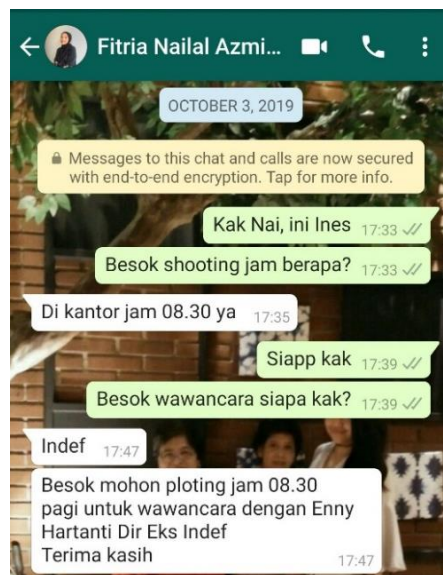 Fitria Nailal Azmi...
OCTOBER 3, 2019
Messages to this chat and calls are now secured
with end-to-end encryption. Tap for more info.
Kak Nai, ini Ines 17:33
Besok shooting jam berapa? 17:33
Di kantor jam 08.30 ya 17:35
Siapp kak 17:39
Besok wawancara siapa kak? 17:39
Indef 17:47
Besok mohon ploting jam 08.30
pagi untuk wawancara dengan Enny
Hartanti Dir Eks Indef
Terima kasih 17:47